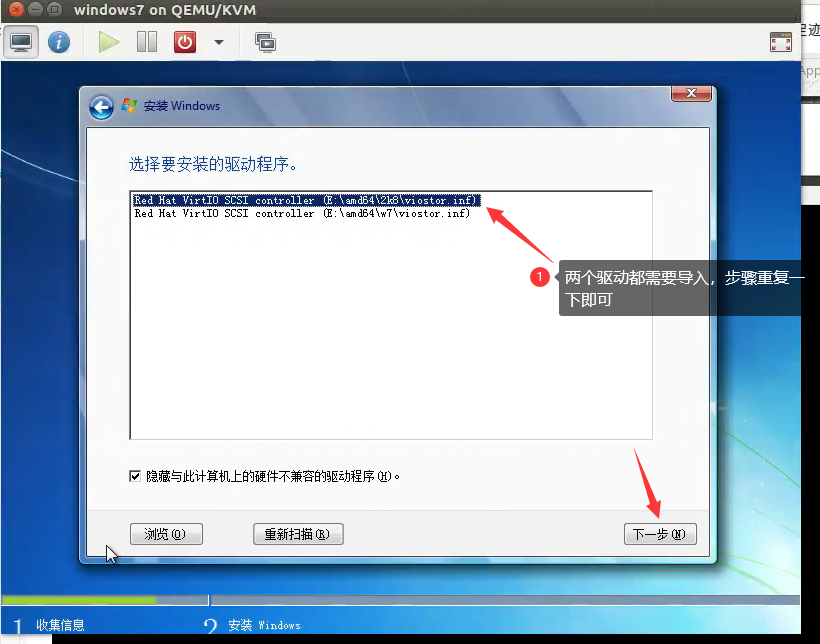 windows7 on QEMU/KVM
安装 Windows
选择要安装的驱动程序。
Red Hat VirtIO SCSI controller (E:\amd64\2k8\viostor.inf)
Red Hat VirtIO SCSI controller (E:\amd64\w7\viostor.inf)
1
两个驱动都需要导入，步骤重复一
下即可
隐藏与此计算机上的硬件不兼容的驱动程序(H)。
浏览(O)
重新扫描(R)
下一步(N)
1 收集信息
2 安装 Windows
App